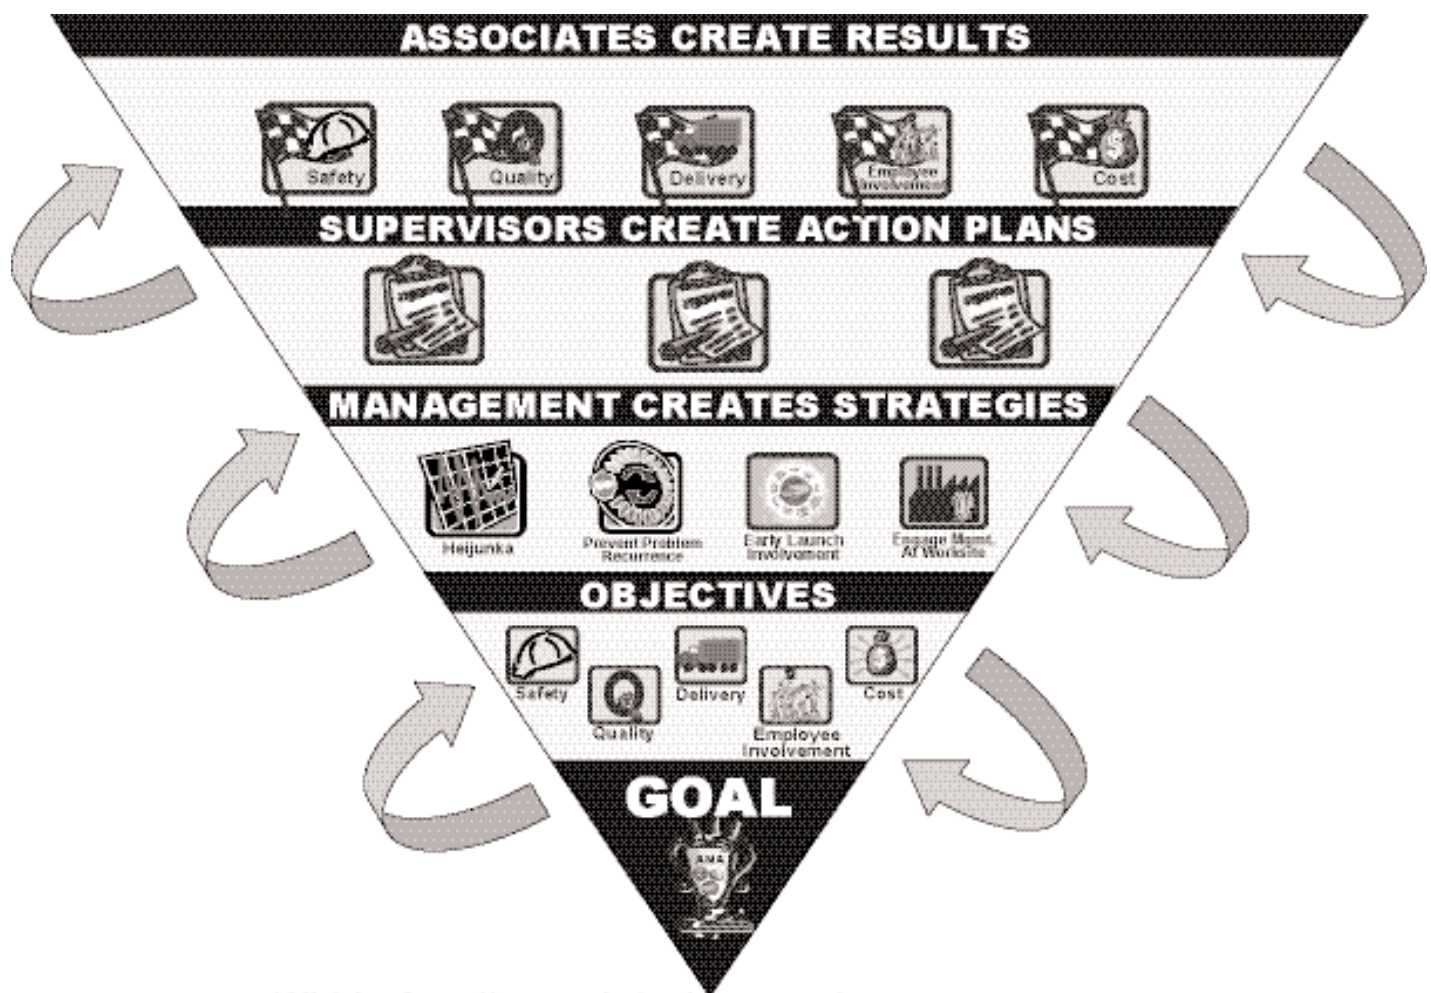 ASSOCIATES CREATE RESULTS
Safety
Quality
Delivery
Employee
Involvement
Cost
SUPERVISORS CREATE ACTION PLANS
MANAGEMENT CREATES STRATEGIES
Heijunka
Prevent Problem
Recurrence
Early Launch
Involvement
Engage Mgmt.
At Worksite
OBJECTIVES
Safety
Quality
Delivery
Employee
Involvement
Cost
GOAL